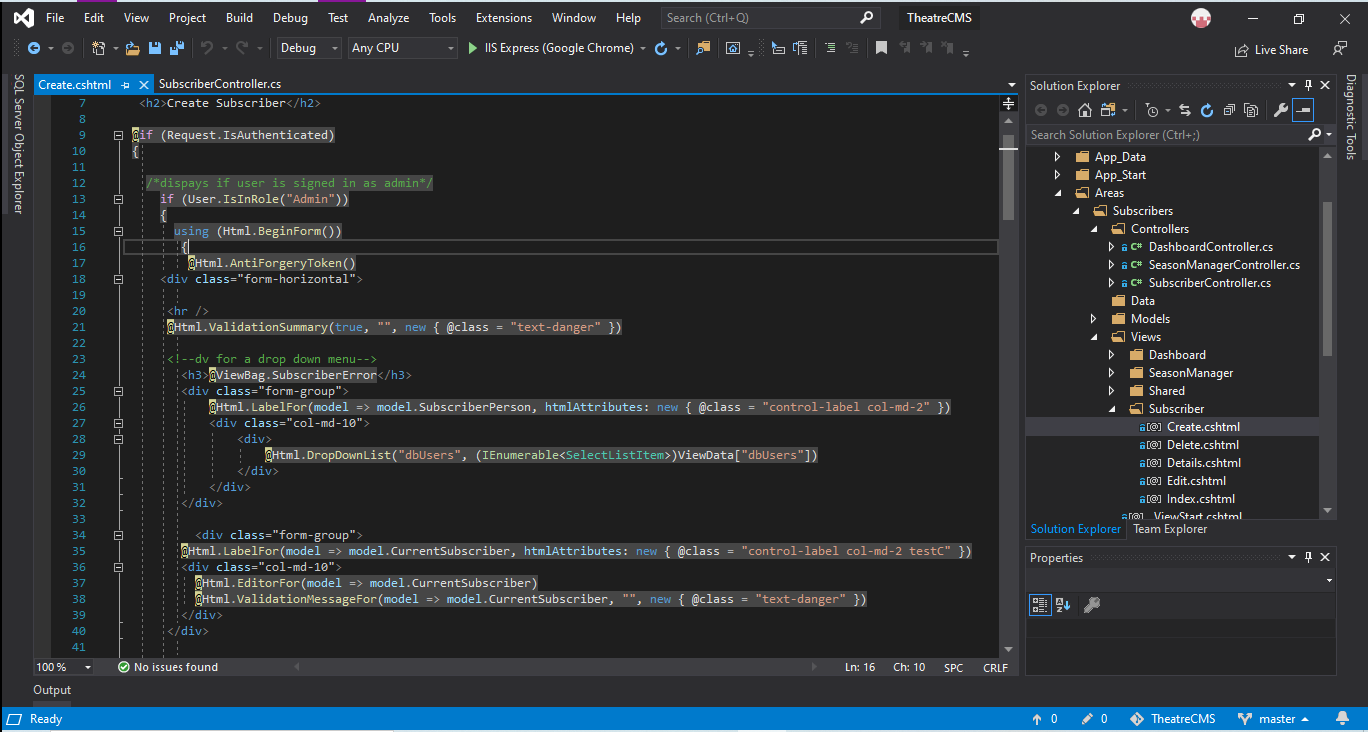 File Edit View Project Build Debug Test Analyze Tools Extensions Window Help Search (Ctrl+Q) TheatreCMS
Debug Any CPU IIS Express (Google Chrome) Live Share
SQL Server Object Explorer
Create.cshtml SubscriberController.cs
7 <h2>Create Subscriber</h2>
8
9 @if (Request.IsAuthenticated)
10 {
11
12 /*dispays if user is signed in as admin*/
13 if (User.IsInRole("Admin"))
14 {
15 using (Html.BeginForm())
16 {
17 @Html.AntiForgeryToken()
18 <div class="form-horizontal">
19
20 <hr />
21 @Html.ValidationSummary(true, "", new { @class = "text-danger" })
22
23 <!--dv for a drop down menu-->
24 <h3>@ViewBag.SubscriberError</h3>
25 <div class="form-group">
26 @Html.LabelFor(model => model.SubscriberPerson, htmlAttributes: new { @class = "control-label col-md-2" })
27 <div class="col-md-10">
28 <div>
29 @Html.DropDownList("dbUsers", (IEnumerable<SelectListItem>)ViewData["dbUsers"])
30 </div>
31 </div>
32 </div>
33
34 <div class="form-group">
35 @Html.LabelFor(model => model.CurrentSubscriber, htmlAttributes: new { @class = "control-label col-md-2 testC" })
36 <div class="col-md-10">
37 @Html.EditorFor(model => model.CurrentSubscriber)
38 @Html.ValidationMessageFor(model => model.CurrentSubscriber, "", new { @class = "text-danger" })
39 </div>
40 </div>
41
100 % No issues found Ln: 16 Ch: 10 SPC CRLF
Solution Explorer
Search Solution Explorer (Ctrl+;)
App_Data
App_Start
Areas
Subscribers
Controllers
C# DashboardController.cs
C# SeasonManagerController.cs
C# SubscriberController.cs
Data
Models
Views
Dashboard
SeasonManager
Shared
Subscriber
[@] Create.cshtml
[@] Delete.cshtml
[@] Details.cshtml
[@] Edit.cshtml
[@] Index.cshtml
[@] _ViewStart.cshtml
Solution Explorer Team Explorer
Properties
Diagnostic Tools
Output
Ready 0 0 TheatreCMS master